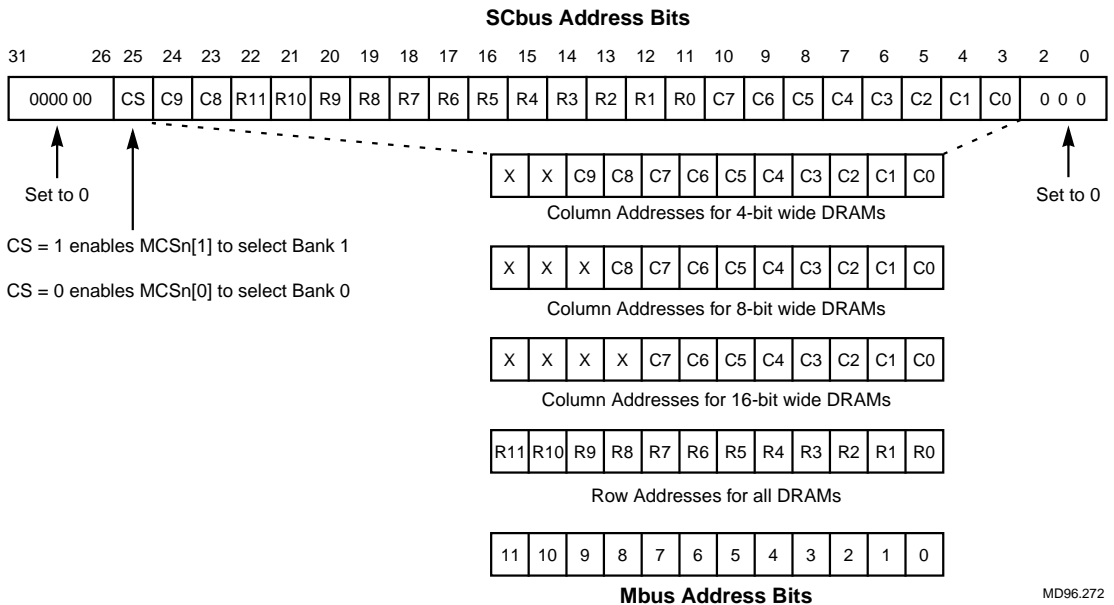 SCbus Address Bits
31 26 25 24 23 22 21 20 19 18 17 16 15 14 13 12 11 10 9 8 7 6 5 4 3 2 0
0000 00 CS C9 C8 R11 R10 R9 R8 R7 R6 R5 R4 R3 R2 R1 R0 C7 C6 C5 C4 C3 C2 C1 C0 0 0 0
X X C9 C8 C7 C6 C5 C4 C3 C2 C1 C0
Set to 0
Set to 0
Column Addresses for 4-bit wide DRAMs
CS = 1 enables MCSn[1] to select Bank 1
X X X C8 C7 C6 C5 C4 C3 C2 C1 C0
CS = 0 enables MCSn[0] to select Bank 0
Column Addresses for 8-bit wide DRAMs
X X X X C7 C6 C5 C4 C3 C2 C1 C0
Column Addresses for 16-bit wide DRAMs
R11 R10 R9 R8 R7 R6 R5 R4 R3 R2 R1 R0
Row Addresses for all DRAMs
11 10 9 8 7 6 5 4 3 2 1 0
Mbus Address Bits
MD96.272